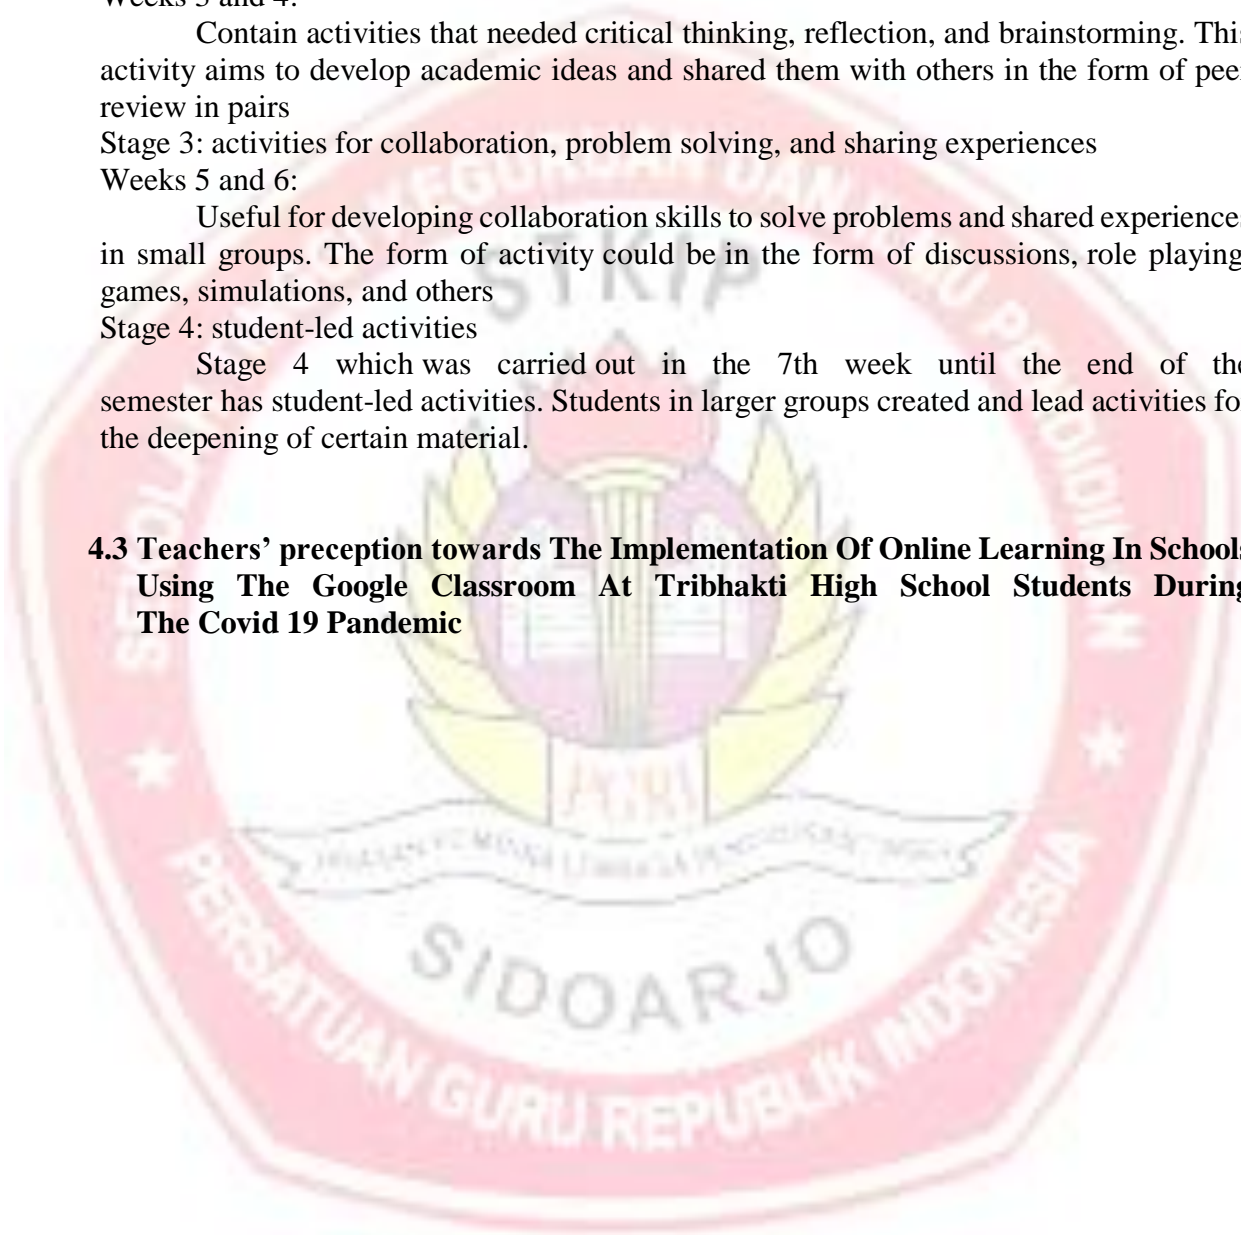 Weeks 3 and 4:
Contain activities that needed critical thinking, reflection, and brainstorming. This
activity aims to develop academic ideas and shared them with others in the form of peer
review in pairs
Stage 3: activities for collaboration, problem solving, and sharing experiences
Weeks 5 and 6:
Useful for developing collaboration skills to solve problems and shared experiences
in small groups. The form of activity could be in the form of discussions, role playing,
games, simulations, and others
Stage 4: student-led activities
Stage 4 which was carried out in the 7th week until the end of the
semester has student-led activities. Students in larger groups created and lead activities for
the deepening of certain material.
4.3 Teachers’ preception towards The Implementation Of Online Learning In Schools
Using The Google Classroom At Tribhakti High School Students During
The Covid 19 Pandemic
KEGURUAN DAN ILMU PENDIDIKAN
STKIP
SIDOARJO
PERSATUAN GURU REPUBLIK INDONESIA